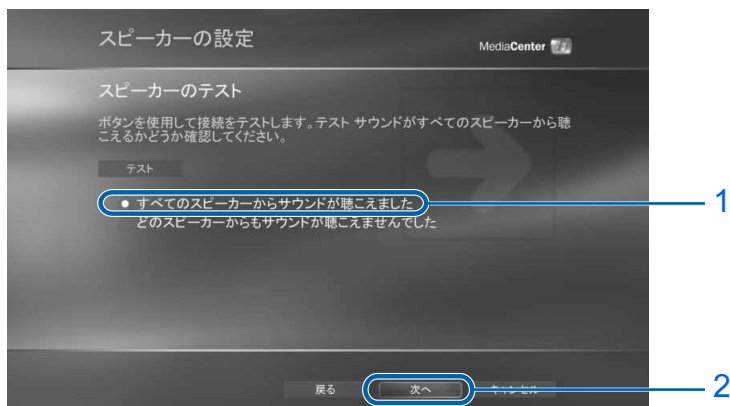 スピーカーの設定
MediaCenter
スピーカーのテスト
ボタンを使用して接続をテストします。テスト サウンドがすべてのスピーカーから聴
こえるかどうか確認してください。
テスト
すべてのスピーカーからサウンドが聴こえました
1
どのスピーカーからもサウンドが聴こえませんでした
戻る
次へ
キャンセル
2